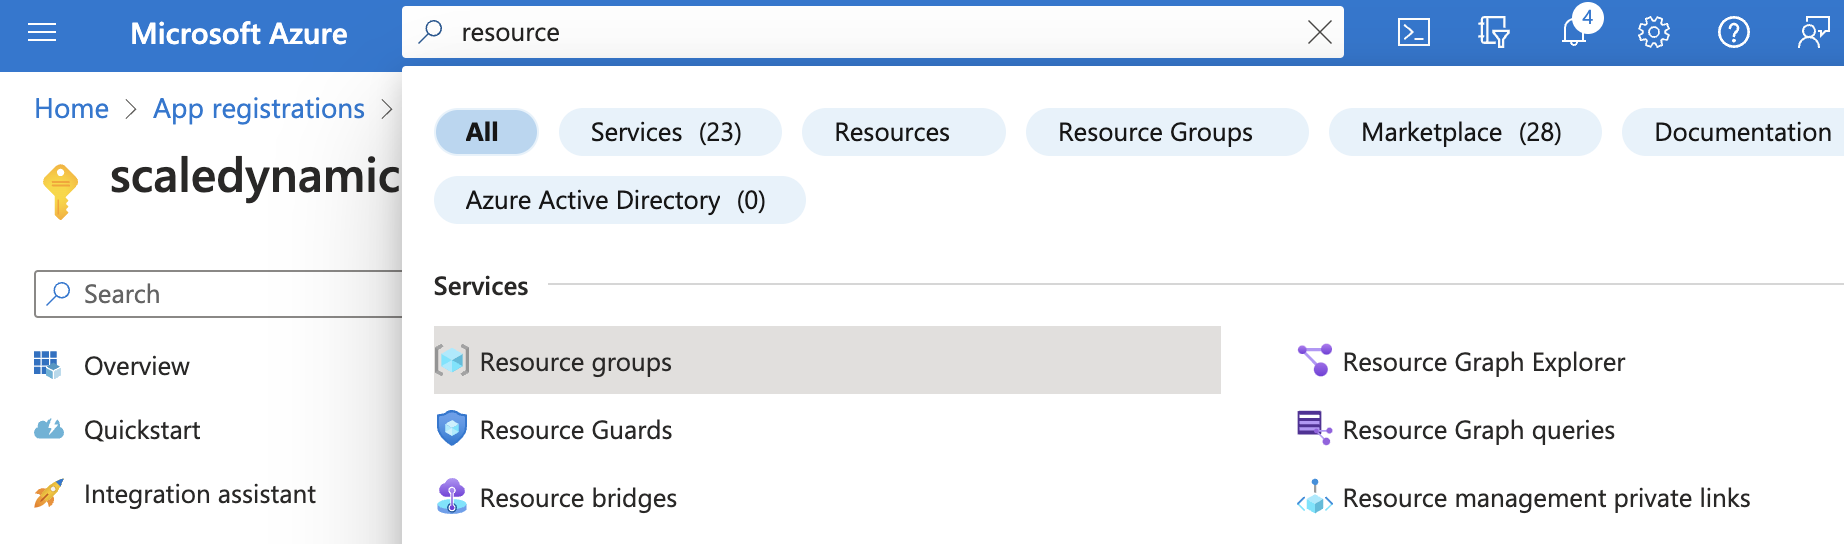 Microsoft Azure
resource
4
Home > App registrations >
All
Services (23)
Resources
Resource Groups
Marketplace (28)
Documentation
Azure Active Directory (0)
scaledynamic
Search
Overview
Quickstart
Integration assistant
Services
Resource groups
Resource Graph Explorer
Resource Guards
Resource Graph queries
Resource bridges
Resource management private links